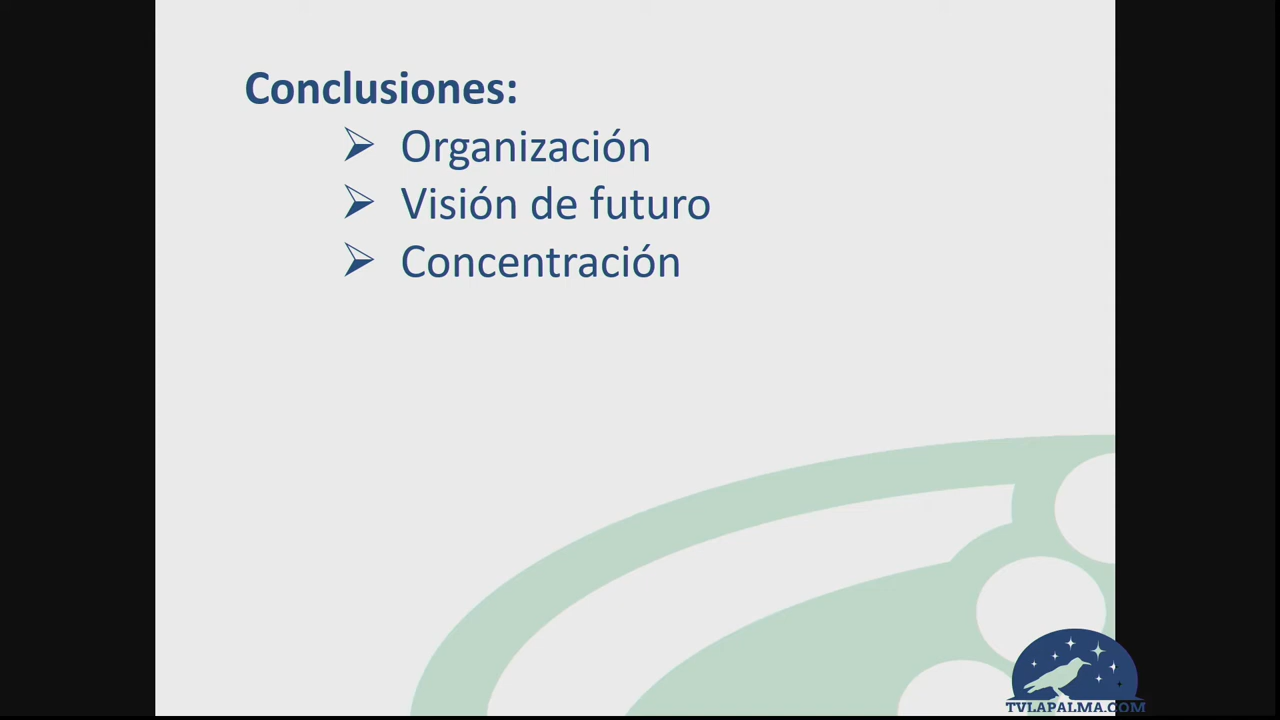 Conclusiones:
Organización
Visión de futuro
Concentración
TVLAPALMA.COM